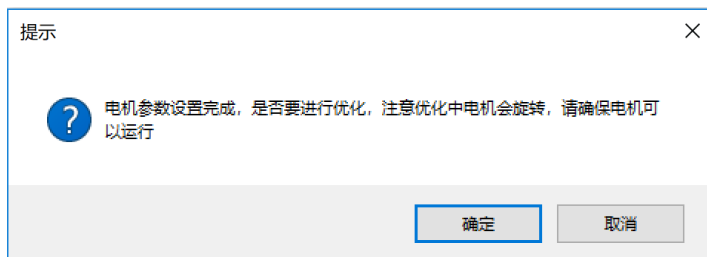 提示
电机参数设置完成，是否要进行优化，注意优化中电机会旋转，请确保电机可
以运行
确定
取消